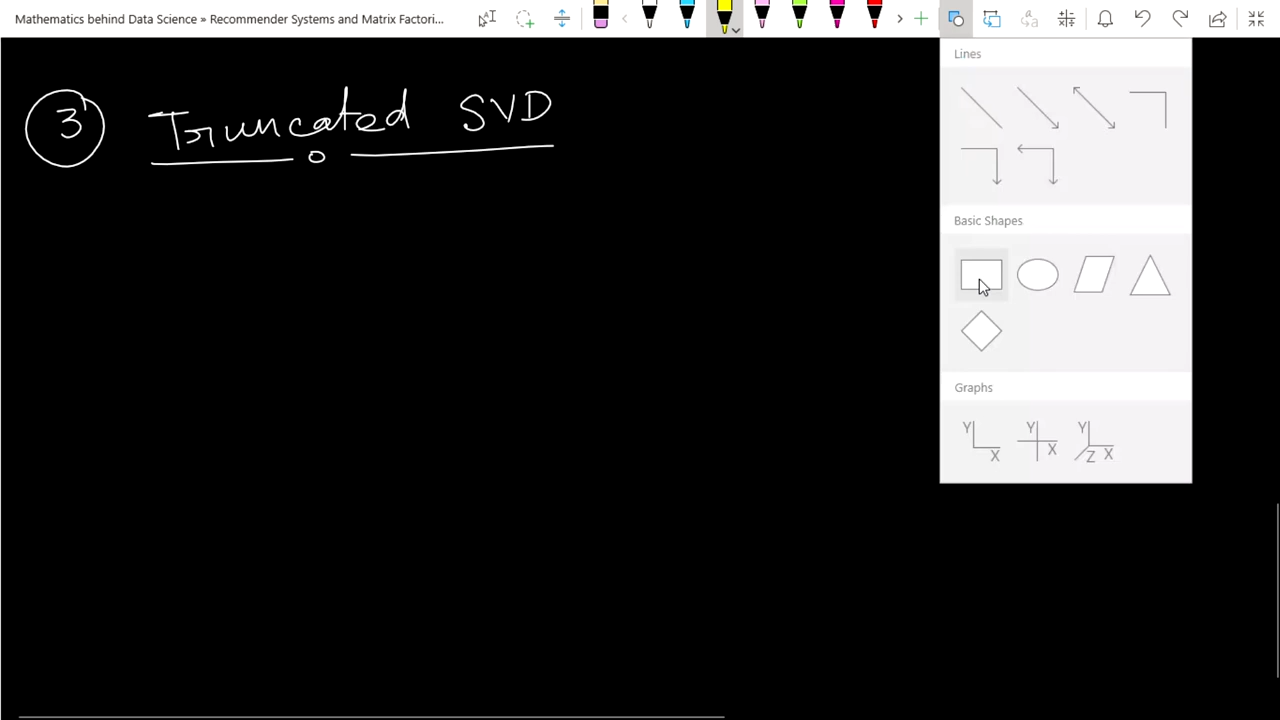 Mathematics behind Data Science » Recommender Systems and Matrix Factori...
Lines
3 Truncated SVD
Basic Shapes
Graphs
Y X Y X Y Z X